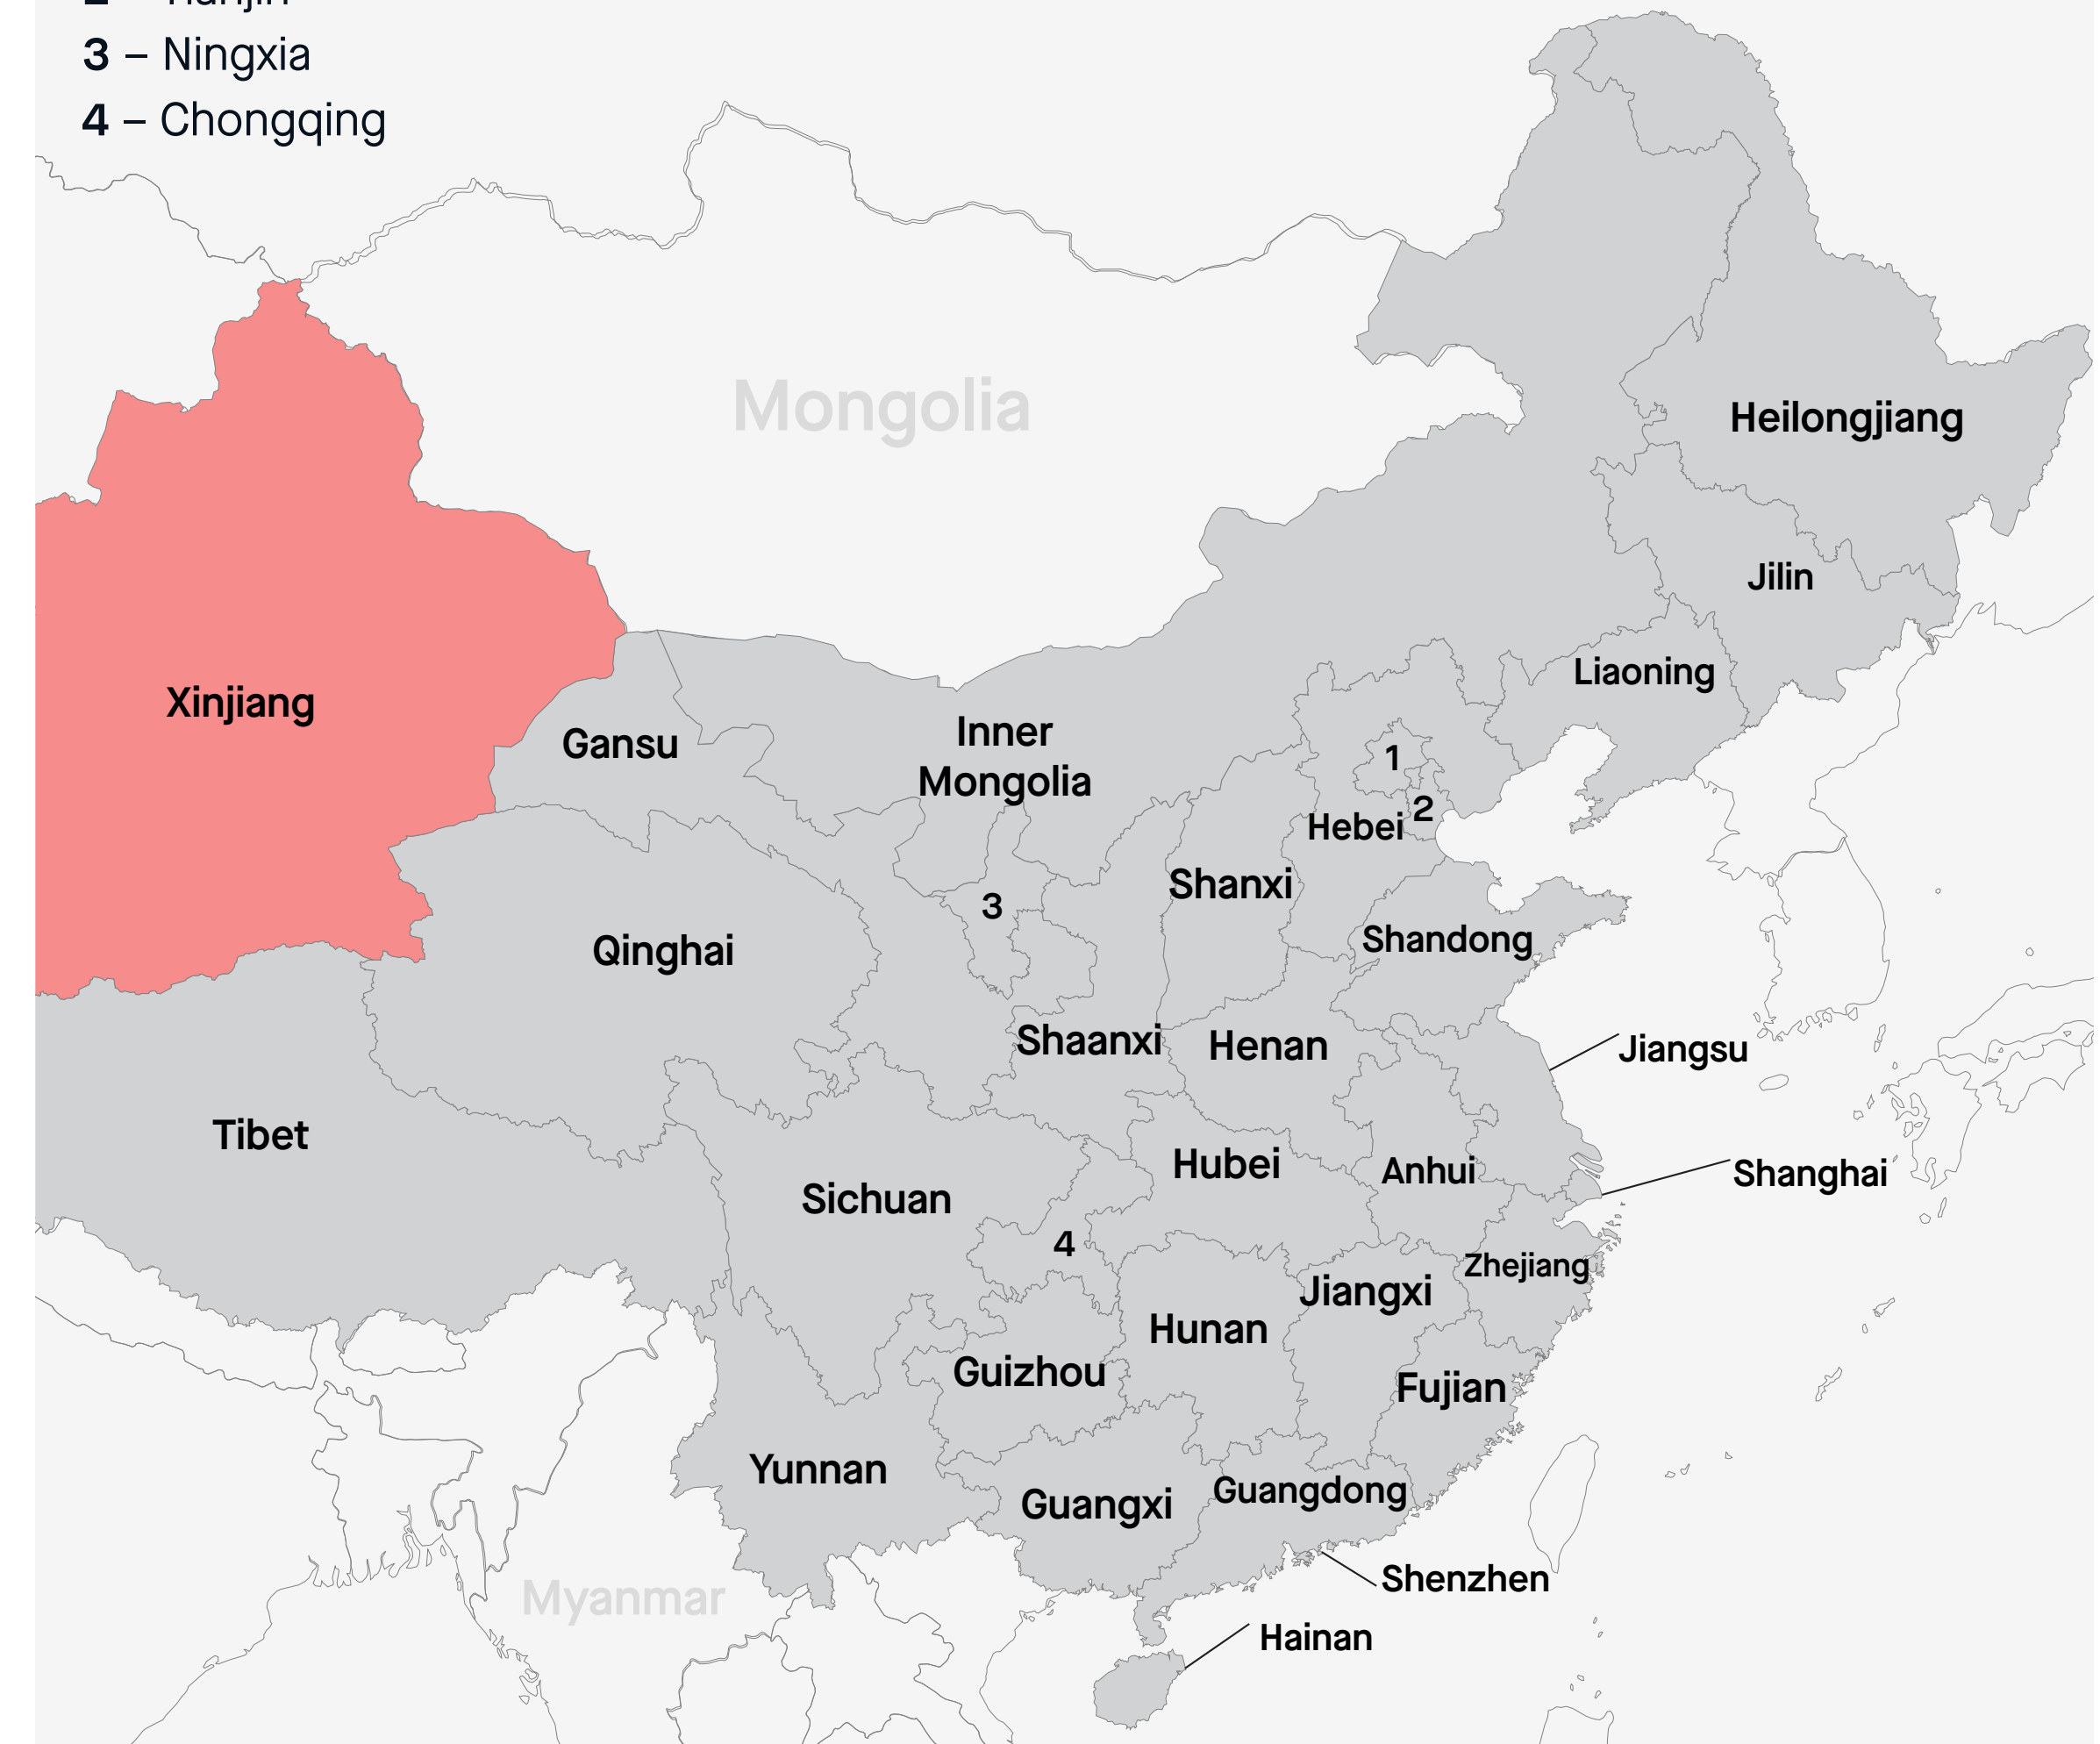 3 – Ningxia
4 – Chongqing
Mongolia
Heilongjiang
Jilin
Liaoning
Xinjiang
Gansu
Inner
Mongolia
1
2
Hebei
Shanxi
3
Shandong
Qinghai
Shaanxi
Henan
Jiangsu
Tibet
Hubei
Anhui
Shanghai
Sichuan
4
Zhejiang
Jiangxi
Hunan
Guizhou
Fujian
Yunnan
Guangxi
Guangdong
Shenzhen
Myanmar
Hainan